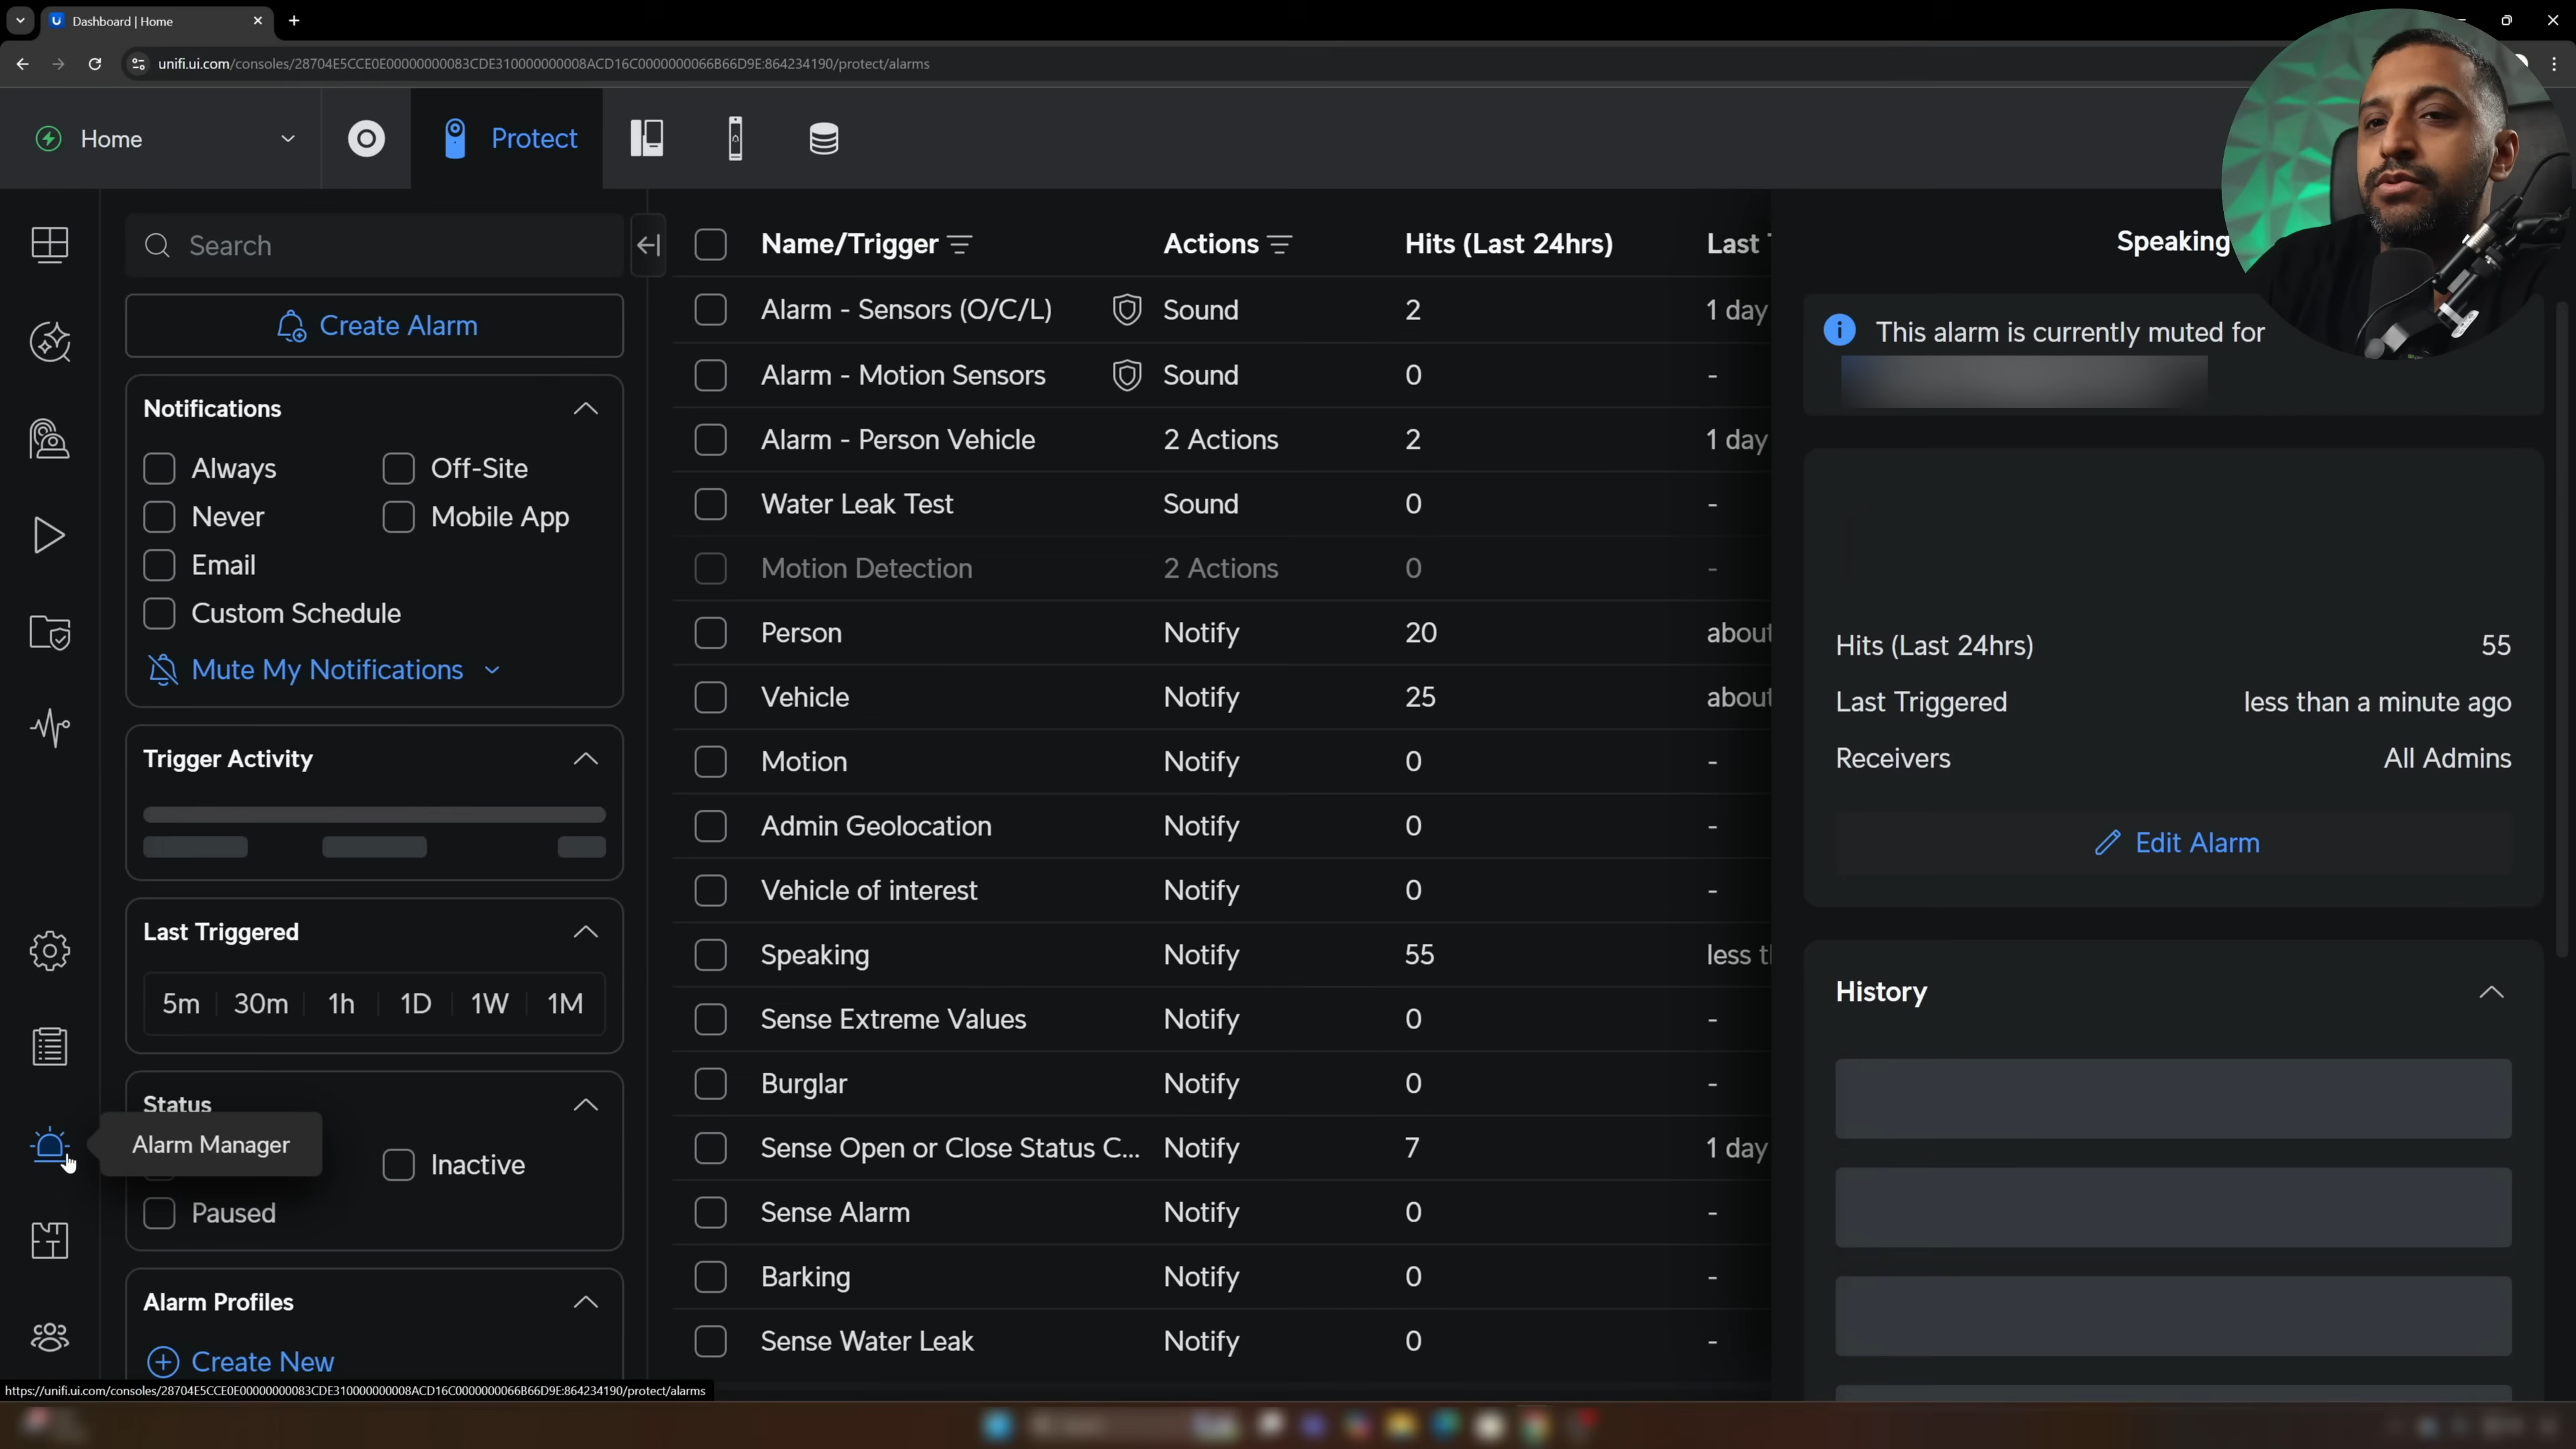 Dashboard | Home
unifi.ui.com/consoles/28704E5CCE0E00000000083CDE310000000008ACD16C0000000066B66D9E:864234190/protect/alarms
Home
Protect
Search
Create Alarm
Notifications
Always
Off-Site
Never
Mobile App
Email
Custom Schedule
Mute My Notifications
Trigger Activity
Last Triggered
5m 30m 1h 1D 1W 1M
Status
Alarm Manager
Inactive
Paused
Alarm Profiles
Create New
Name/Trigger Actions Hits (Last 24hrs) Last
Alarm - Sensors (O/C/L) Sound 2 1 day
Alarm - Motion Sensors Sound 0 -
Alarm - Person Vehicle 2 Actions 2 1 day
Water Leak Test Sound 0 -
Motion Detection 2 Actions 0 -
Person Notify 20 about
Vehicle Notify 25 about
Motion Notify 0 -
Admin Geolocation Notify 0 -
Vehicle of interest Notify 0 -
Speaking Notify 55 less t
Sense Extreme Values Notify 0 -
Burglar Notify 0 -
Sense Open or Close Status C... Notify 7 1 day
Sense Alarm Notify 0 -
Barking Notify 0 -
Sense Water Leak Notify 0 -
Speaking
This alarm is currently muted for
Hits (Last 24hrs) 55
Last Triggered less than a minute ago
Receivers All Admins
Edit Alarm
History
https://unifi.ui.com/consoles/28704E5CCE0E00000000083CDE310000000008ACD16C0000000066B66D9E:864234190/protect/alarms